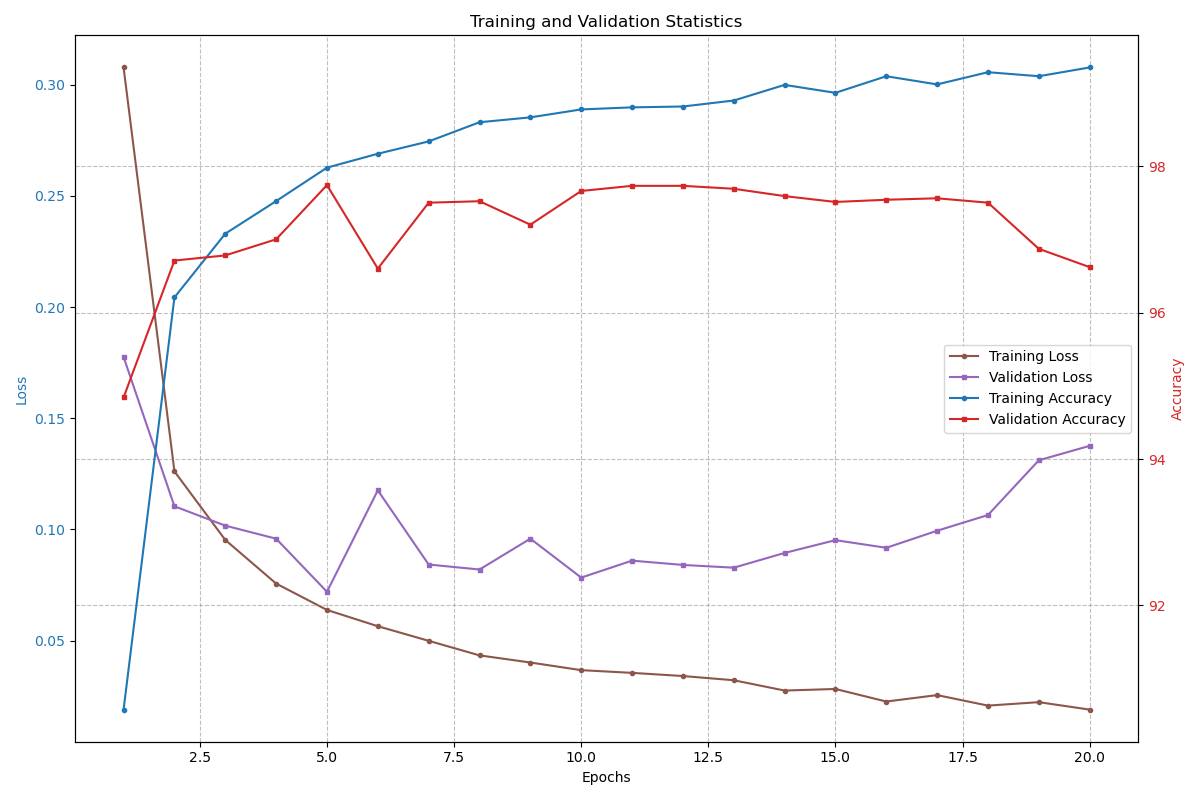 Training and Validation Statistics
0.30
0.25
0.20
0.15
0.10
0.05
Loss
98
96
94
92
Accuracy
Training Loss
Validation Loss
Training Accuracy
Validation Accuracy
2.5 5.0 7.5 10.0 12.5 15.0 17.5 20.0
Epochs